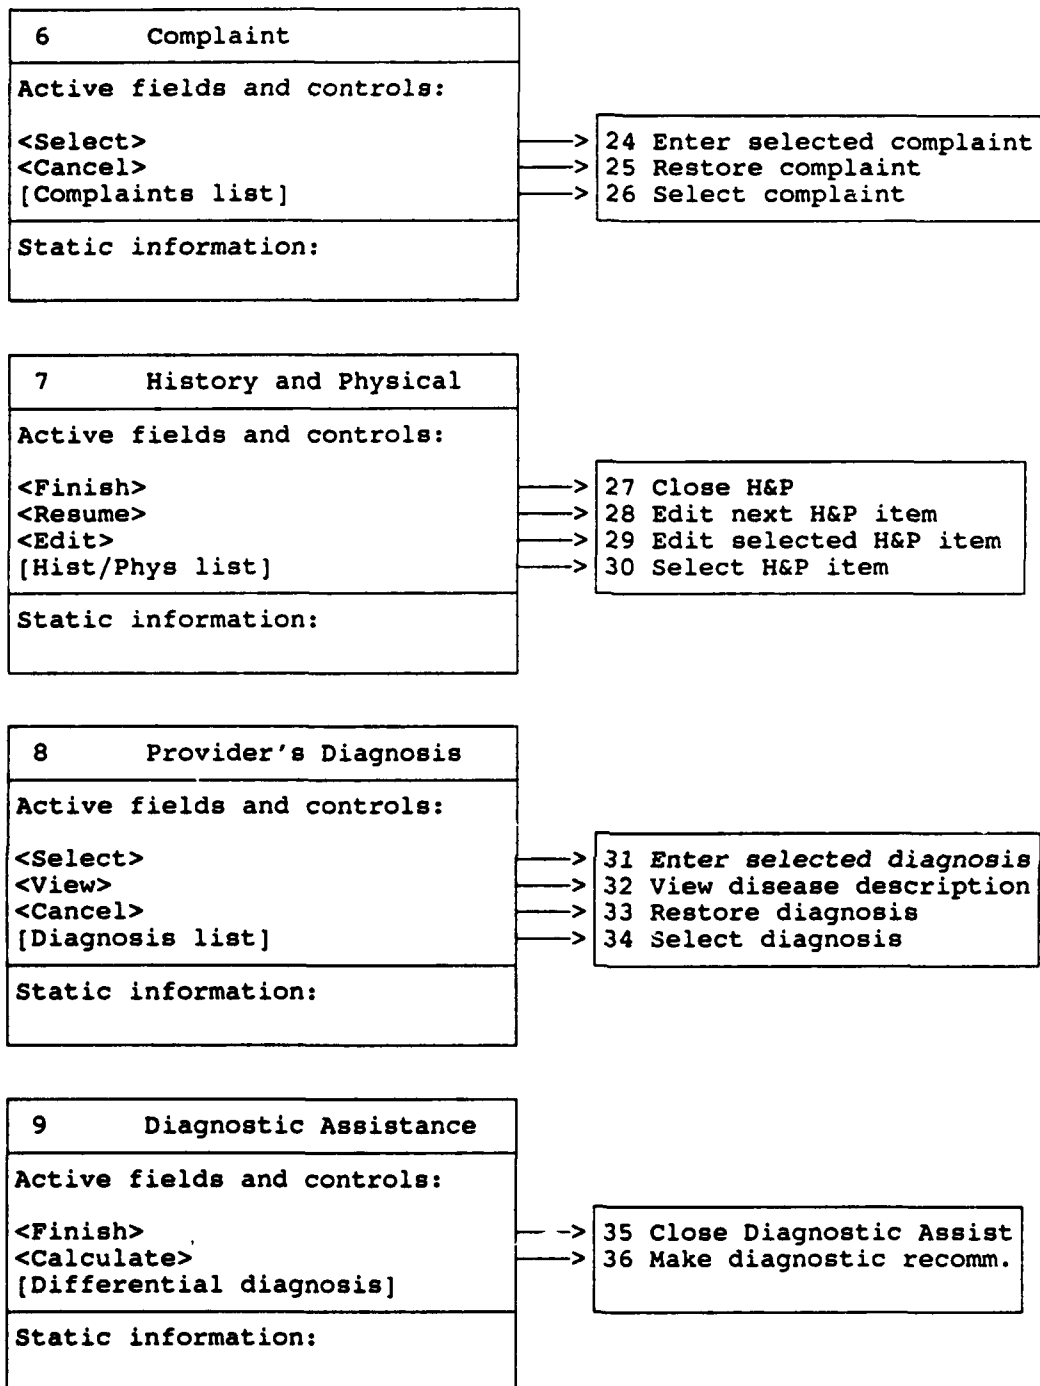 6 Complaint
Active fields and controls:
<Select>
<Cancel>
[Complaints list]
——> 24 Enter selected complaint
——> 25 Restore complaint
——> 26 Select complaint
Static information:
7 History and Physical
Active fields and controls:
<Finish>
<Resume>
<Edit>
[Hist/Phys list]
——> 27 Close H&P
——> 28 Edit next H&P item
——> 29 Edit selected H&P item
——> 30 Select H&P item
Static information:
8 Provider's Diagnosis
Active fields and controls:
<Select>
<View>
<Cancel>
[Diagnosis list]
——> 31 Enter selected diagnosis
——> 32 View disease description
——> 33 Restore diagnosis
——> 34 Select diagnosis
Static information:
9 Diagnostic Assistance
Active fields and controls:
<Finish>
<Calculate>
[Differential diagnosis]
——> 35 Close Diagnostic Assist
——> 36 Make diagnostic recomm.
Static information: